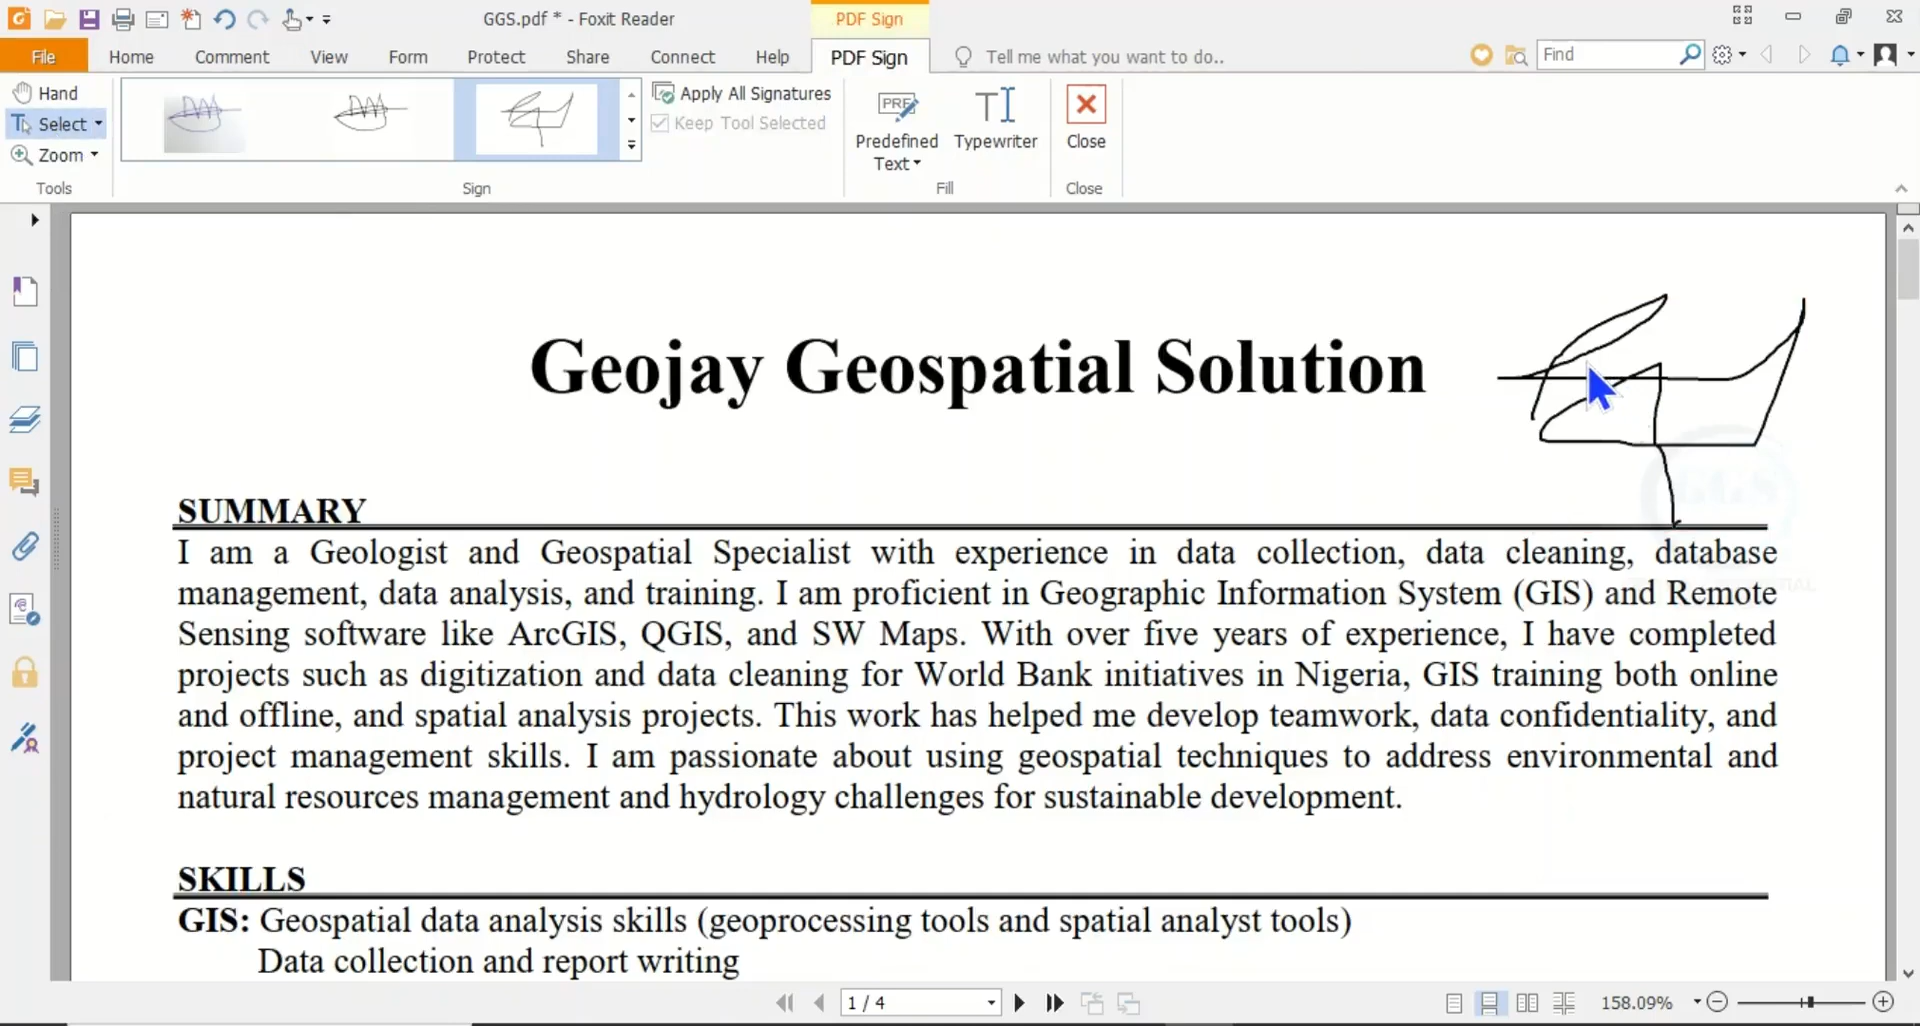 GGS.pdf * - Foxit Reader
PDF Sign
File
Home
Comment
View
Form
Protect
Share
Connect
Help
PDF Sign
Tell me what you want to do..
Find
Hand
Select
Zoom
Tools
Apply All Signatures
Keep Tool Selected
Sign
PRE
Predefined
Text
Typewriter
Fill
Close
Close
Geojay Geospatial Solution
SUMMARY
I am a Geologist and Geospatial Specialist with experience in data collection, data cleaning, database
management, data analysis, and training. I am proficient in Geographic Information System (GIS) and Remote
Sensing software like ArcGIS, QGIS, and SW Maps. With over five years of experience, I have completed
projects such as digitization and data cleaning for World Bank initiatives in Nigeria, GIS training both online
and offline, and spatial analysis projects. This work has helped me develop teamwork, data confidentiality, and
project management skills. I am passionate about using geospatial techniques to address environmental and
natural resources management and hydrology challenges for sustainable development.
SKILLS
GIS: Geospatial data analysis skills (geoprocessing tools and spatial analyst tools)
Data collection and report writing
1 / 4
158.09%